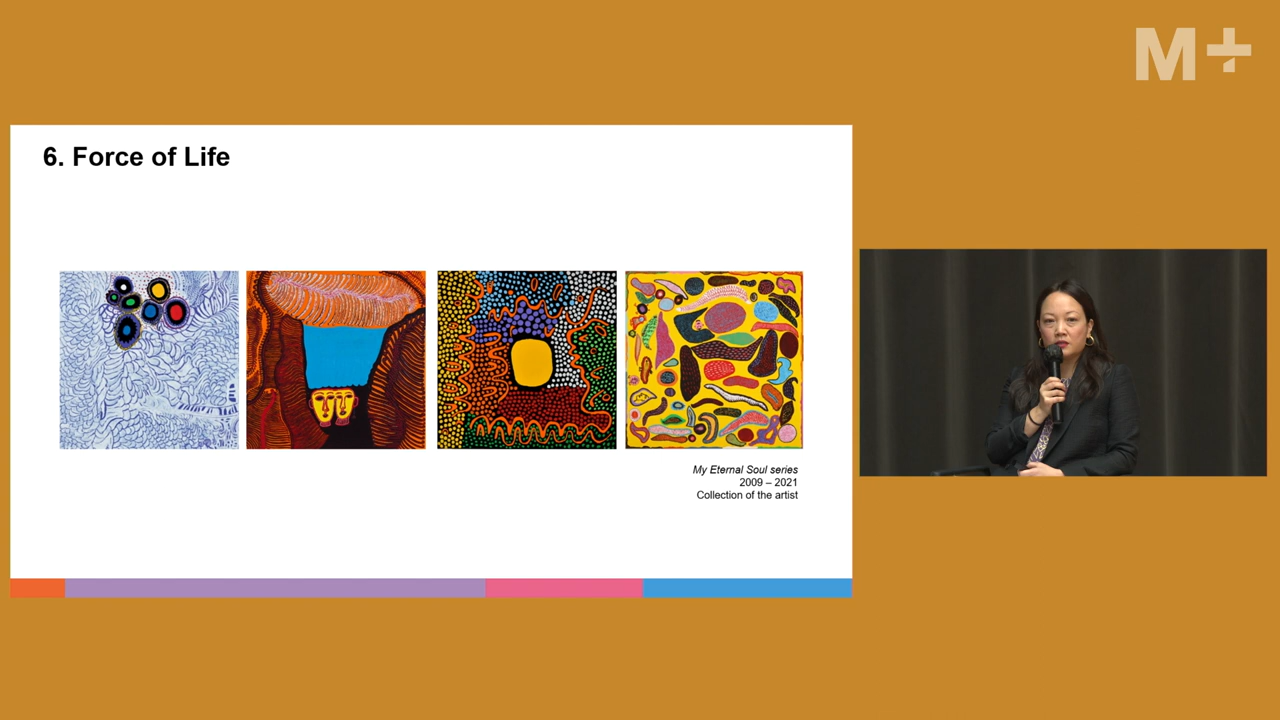 M+
6. Force of Life
My Eternal Soul series
2009 – 2021
Collection of the artist